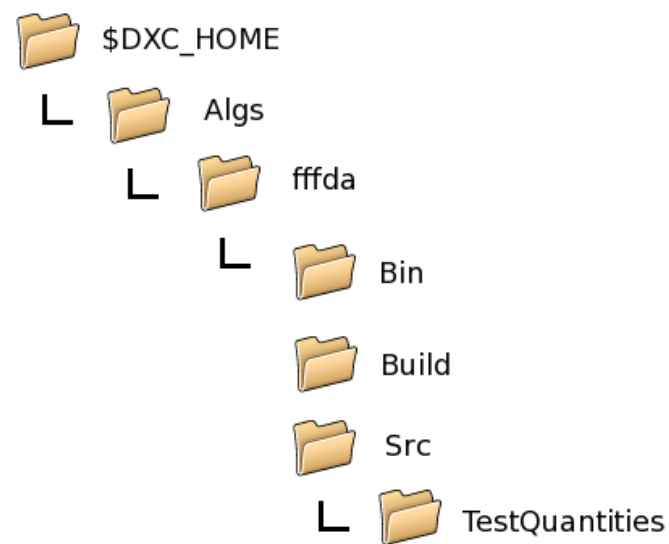 $DXC_HOME
Algs
fffda
Bin
Build
Src
TestQuantities